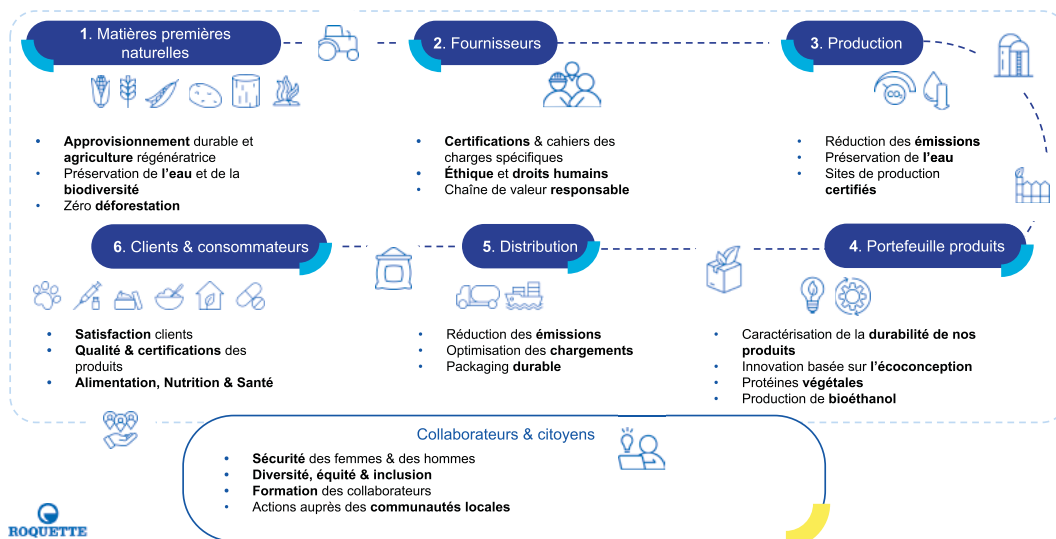 1. Matières premières
naturelles
2. Fournisseurs
3. Production
CO₂
• Approvisionnement durable et
agriculture régénératrice
• Préservation de l’eau et de la
biodiversité
• Zéro déforestation
• Certifications & cahiers des
charges spécifiques
• Éthique et droits humains
• Chaîne de valeur responsable
• Réduction des émissions
• Préservation de l’eau
• Sites de production
certifiés
6. Clients & consommateurs
5. Distribution
4. Portefeuille produits
• Satisfaction clients
• Qualité & certifications des
produits
• Alimentation, Nutrition & Santé
• Réduction des émissions
• Optimisation des chargements
• Packaging durable
• Caractérisation de la durabilité de nos
produits
• Innovation basée sur l’écoconception
• Protéines végétales
• Production de bioéthanol
Collaborateurs & citoyens
• Sécurité des femmes & des hommes
• Diversité, équité & inclusion
• Formation des collaborateurs
• Actions auprès des communautés locales
ROQUETTE